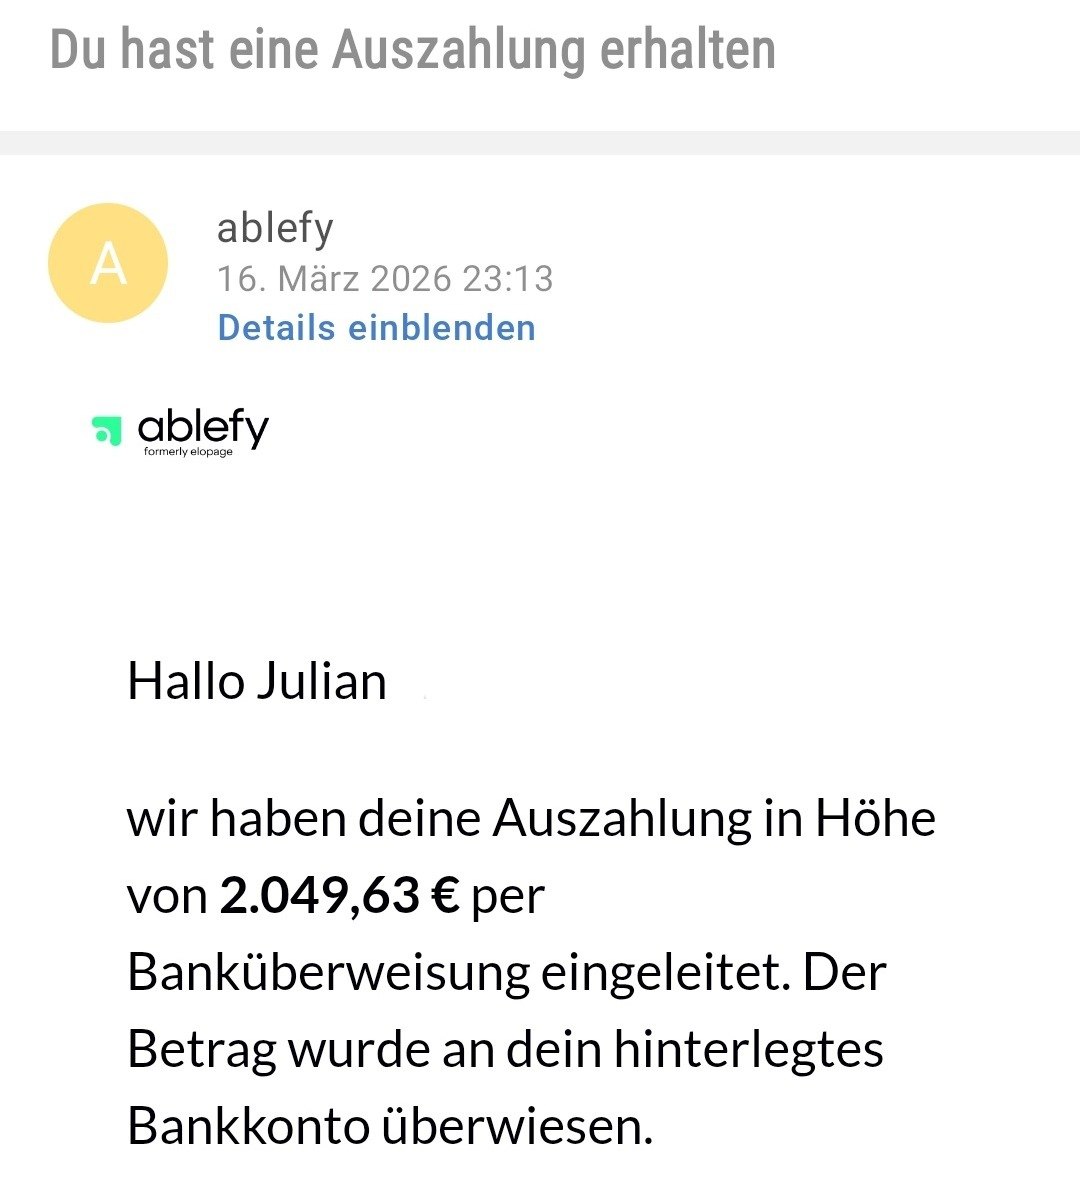 Du hast eine Auszahlung erhalten
A
ablefy
16. März 2026 23:13
Details einblenden
ablefy
formerly elopage
Hallo Julian
wir haben deine Auszahlung in Höhe
von 2.049,63 € per
Banküberweisung eingeleitet. Der
Betrag wurde an dein hinterlegtes
Bankkonto überwiesen.